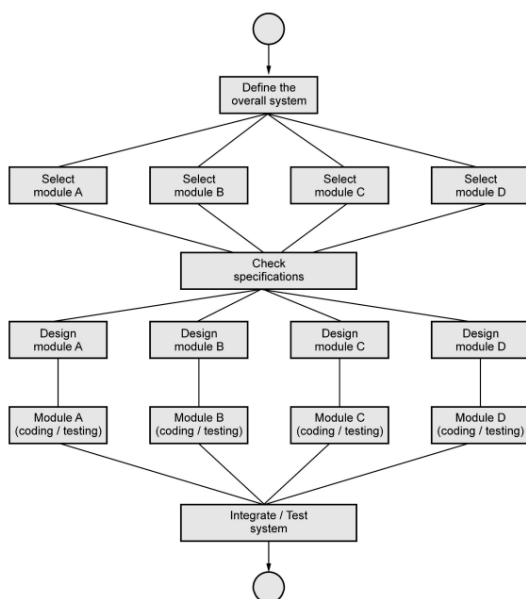 Define the
overall system
Select
module A
Select
module B
Select
module C
Select
module D
Check
specifications
Design
module A
Design
module B
Design
module C
Design
module D
Module A
(coding / testing)
Module B
(coding / testing)
Module C
(coding / testing)
Module D
(coding / testing)
Integrate / Test
system